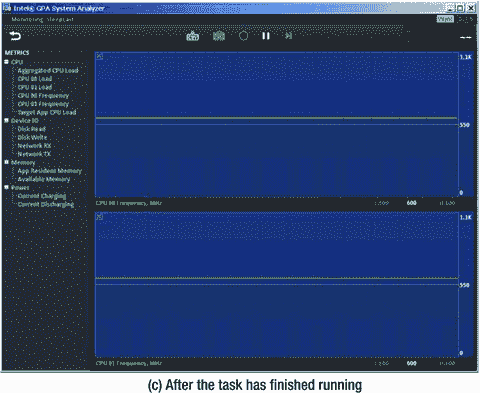 Intel® GPA System Analyzer
Monitoring
METRICS
CPU
Aggregated CPU Load
CPU 00 Load
CPU 01 Load
CPU 00 Frequency
CPU 01 Frequency
Target App CPU Load
Device IO
Disk Read
Disk Write
Network RX
Network TX
Memory
App Resident Memory
Available Memory
Power
Current Charging
Current Discharging
1.1K
550
0
CPU 00 Frequency, MHz
600
1.1K
550
0
CPU 01 Frequency, MHz
600
(c) After the task has finished running